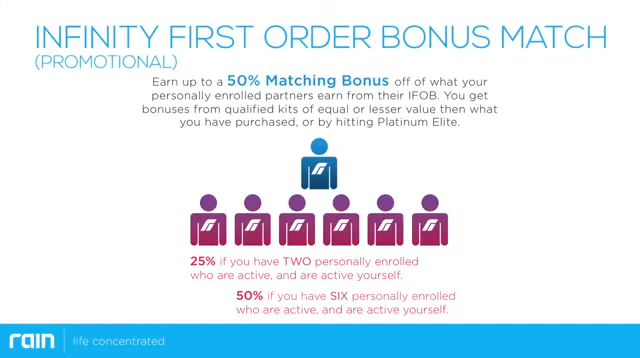 INFINITY FIRST ORDER BONUS MATCH
(PROMOTIONAL)
Earn up to a 50% Matching Bonus off of what your
personally enrolled partners earn from their IFOB. You get
bonuses from qualified kits of equal or lesser value then what
you have purchased, or by hitting Platinum Elite.
25% if you have TWO personally enrolled
who are active, and are active yourself.
50% if you have SIX personally enrolled
who are active, and are active yourself.
rain | life concentrated